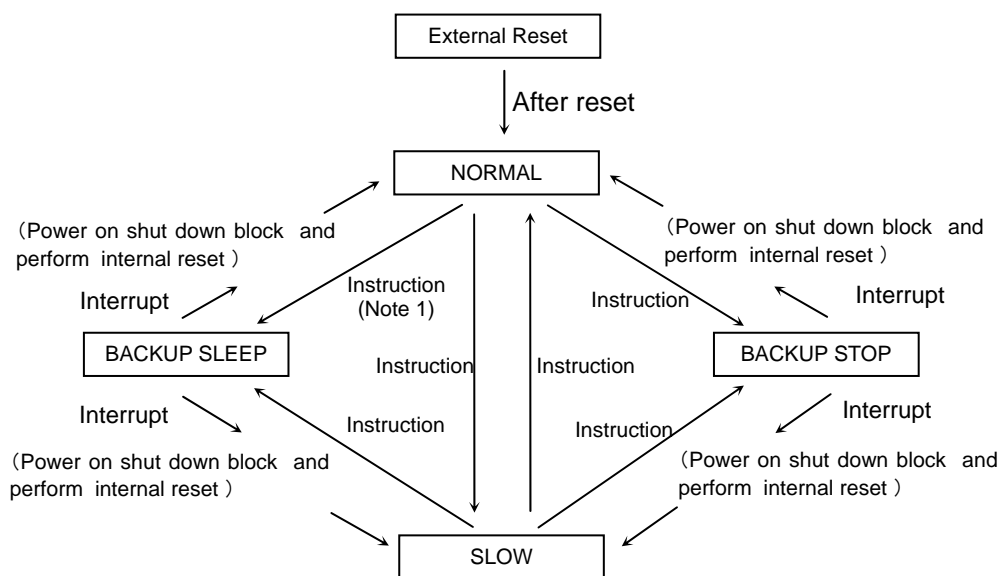 External Reset
After reset
NORMAL
（Power on shut down block and
perform internal reset ）
（Power on shut down block and
perform internal reset ）
Interrupt
Instruction
(Note 1)
Instruction
Interrupt
BACKUP SLEEP
Instruction
Instruction
BACKUP STOP
Interrupt
Instruction
Instruction
Interrupt
（Power on shut down block and
perform internal reset ）
（Power on shut down block and
perform internal reset ）
SLOW